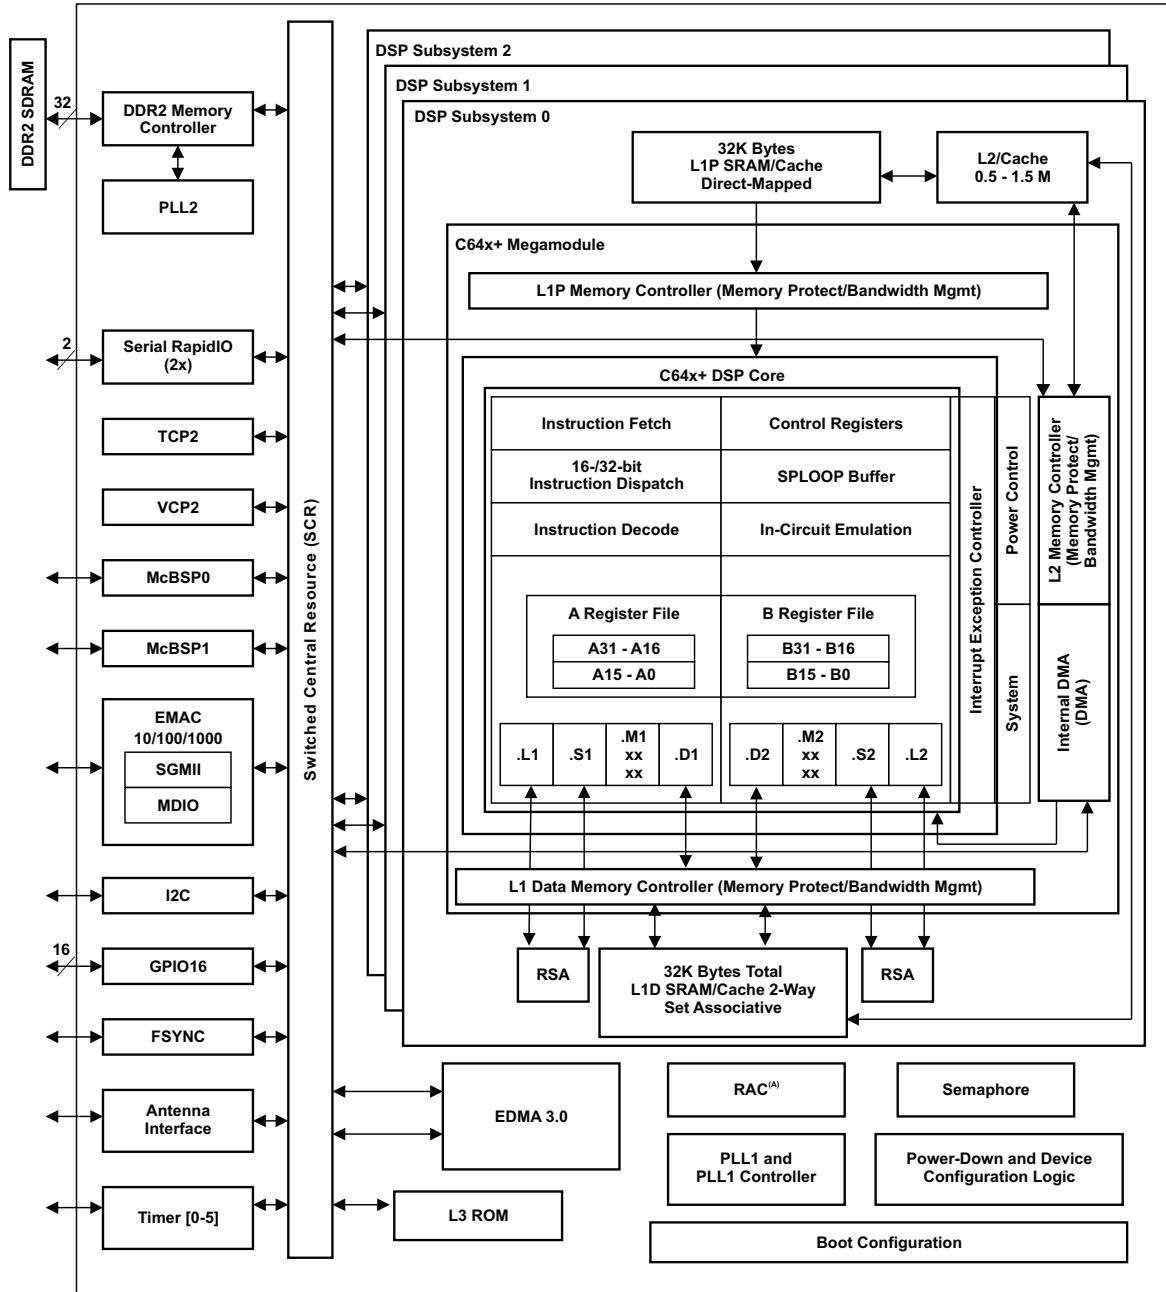 DDR2 SDRAM
32
DDR2 Memory
Controller
PLL2
2
Serial RapidIO
(2x)
TCP2
VCP2
McBSP0
McBSP1
EMAC
10/100/1000
SGMII
MDIO
I2C
16
GPIO16
FSYNC
Antenna
Interface
Timer [0-5]
Switched Central Resource (SCR)
DSP Subsystem 2
DSP Subsystem 1
DSP Subsystem 0
32K Bytes
L1P SRAM/Cache
Direct-Mapped
L2/Cache
0.5 - 1.5 M
C64x+ Megamodule
L1P Memory Controller (Memory Protect/Bandwidth Mgmt)
C64x+ DSP Core
Instruction Fetch
Control Registers
16-/32-bit
Instruction Dispatch
SPLOOP Buffer
Instruction Decode
In-Circuit Emulation
A Register File
A31 - A16
A15 - A0
B Register File
B31 - B16
B15 - B0
.L1
.S1
.M1
xx
xx
.D1
.D2
.M2
xx
xx
.S2
.L2
Interrupt Exception Controller
Power Control
System
L2 Memory Controller
(Memory Protect/
Bandwidth Mgmt)
Internal DMA
(DMA)
L1 Data Memory Controller (Memory Protect/Bandwidth Mgmt)
RSA
32K Bytes Total
L1D SRAM/Cache 2-Way
Set Associative
RSA
EDMA 3.0
L3 ROM
RAC(A)
Semaphore
PLL1 and
PLL1 Controller
Power-Down and Device
Configuration Logic
Boot Configuration